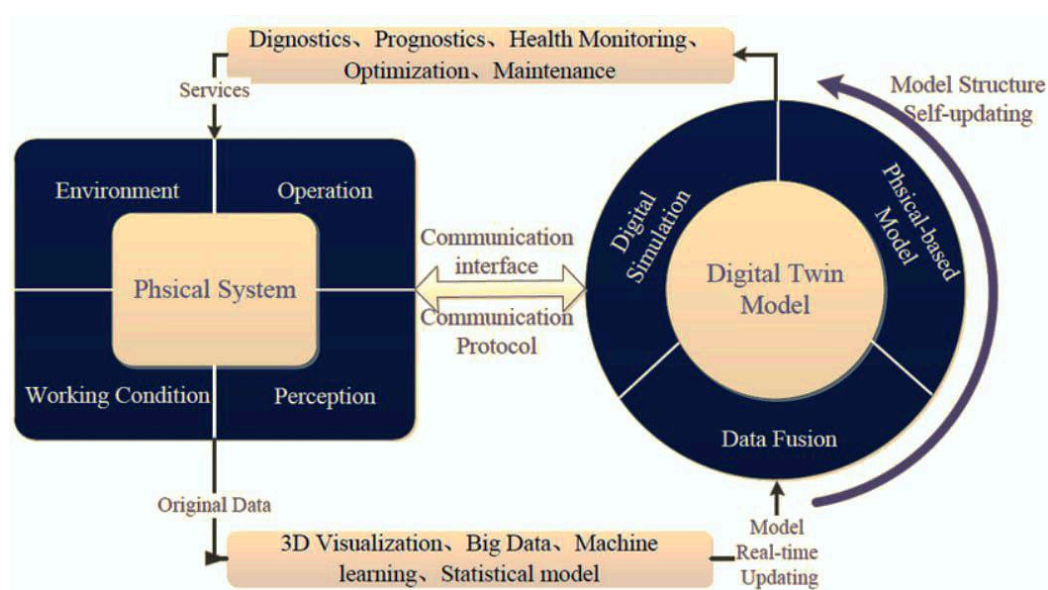 Dignostics、Prognostics、Health Monitoring、
Optimization、Maintenance
Services
Model Structure
Self-updating
Environment
Operation
Phsical System
Working Condition
Perception
Communication
interface
Communication
Protocol
Digital
Simulation
Phsical-based
Model
Digital Twin
Model
Data Fusion
Original Data
3D Visualization、Big Data、Machine
learning、Statistical model
Model
Real-time
Updating